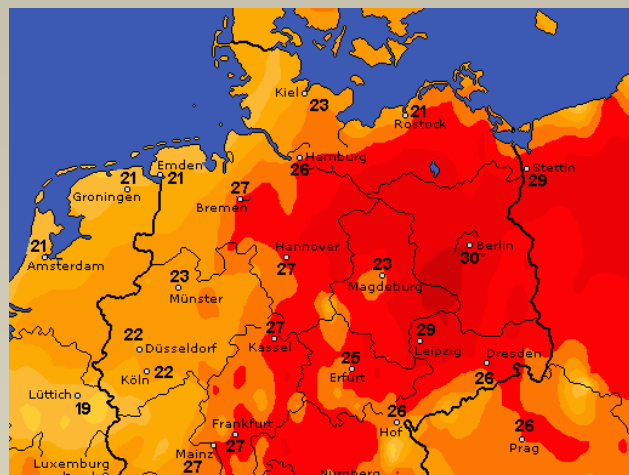 Kiel
23
21
Rostock
Hamburg
26
Emden
21
21
Groningen
27
Bremen
Stettin
29
21
Amsterdam
Hannover
27
Berlin
30
23
Münster
23
Magdeburg
22
Düsseldorf
27
Kassel
29
Leipzig
Dresden
26
Köln
22
25
Erfurt
Lüttich
19
Frankfurt
27
26
Hof
26
Prag
Mainz
27
Luxemburg
Nürnberg